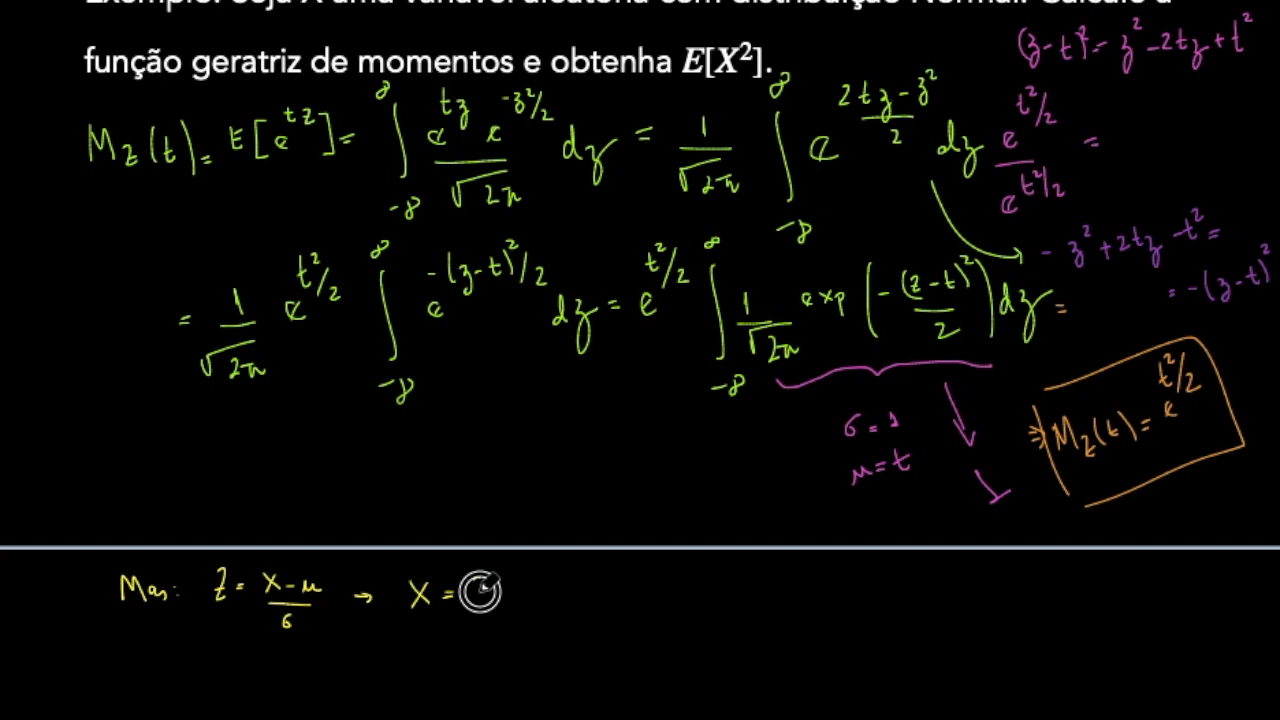 função geratriz de momentos e obtenha E[X²].
(z-t)² = z² - 2tz + t²
M_Z(t) = E[e^{tZ}] = ∫_{-∞}^{∞} e^{tz} e^{-z²/2} / √2π dz = 1/√2π ∫_{-∞}^{∞} e^{(2tz - z²)/2} dz e^{t²/2} / e^{t²/2} =
- z² + 2tz - t² =
= -(z-t)²
= 1/√2π e^{t²/2} ∫_{-∞}^{∞} e^{-(z-t)²/2} dz = e^{t²/2} ∫_{-∞}^{∞} 1/√2π exp(-(z-t)²/2) dz =
σ = 1
μ = t
1
⇒ M_Z(t) = e^{t²/2}
Mas: Z = (X-μ)/σ → X = σ